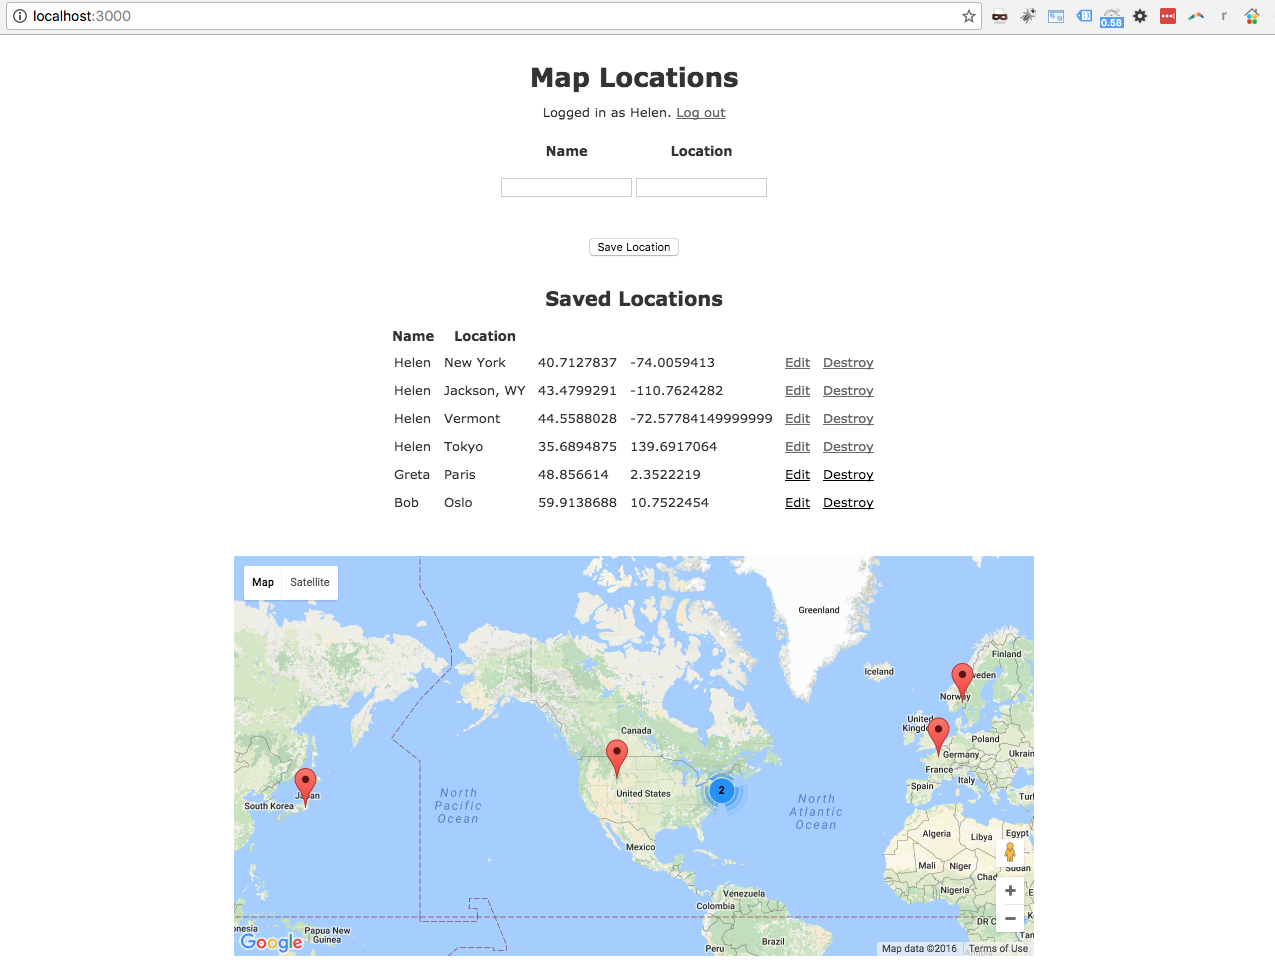 localhost:3000
0.58
r
Map Locations
Logged in as Helen. Log out
Name Location
Save Location
Saved Locations
Name Location
Helen New York 40.7127837 -74.0059413 Edit Destroy
Helen Jackson, WY 43.4799291 -110.7624282 Edit Destroy
Helen Vermont 44.5588028 -72.57784149999999 Edit Destroy
Helen Tokyo 35.6894875 139.6917064 Edit Destroy
Greta Paris 48.856614 2.3522219 Edit Destroy
Bob Oslo 59.9138688 10.7522454 Edit Destroy
Map Satellite
Greenland
Finland
Iceland
weden
Norway
United
Kingd
Poland
Germany
Ukrain
France
Italy
Spain
Tur
Canada
United States
2
Japan
South Korea
North
Pacific
Ocean
North
Atlantic
Ocean
Mexico
Algeria
Libya
Egypt
Mali
Niger
Chad
Sudan
Nigeria
E
Venezuela
Colombia
DR C
Tan
nesia
Papua New
Guinea
Peru
Brazil
Google
Map data ©2016 Terms of Use